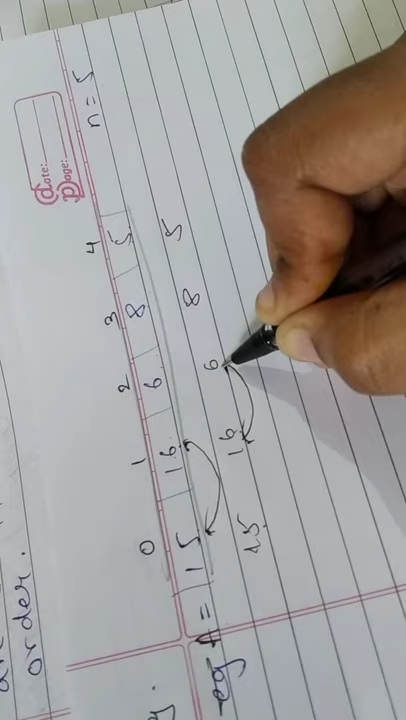 order.
Date:
Page:
n = 5
0 1 2 3 4
eg A = 15 16 6 8 5
15 16 6 8 5